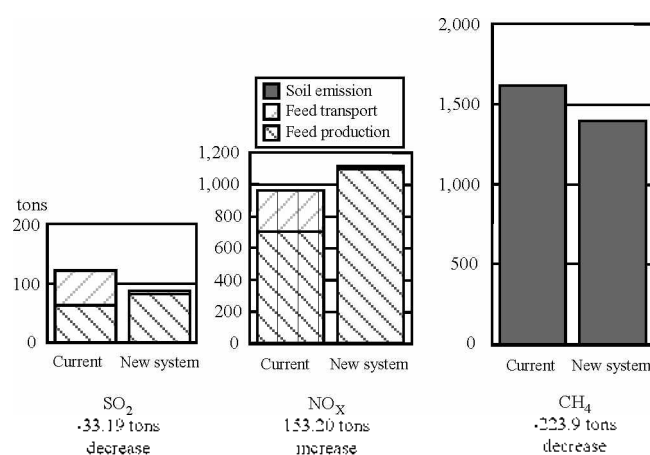 Soil emission
Feed transport
Feed production
tons
200
100
0
Current New system
SO2
-33.19 tons
decrease
1,200
1,000
800
600
400
200
0
Current New system
NOX
153.20 tons
increase
2,000
1,500
1,000
500
0
Current New system
CH4
-223.9 tons
decrease